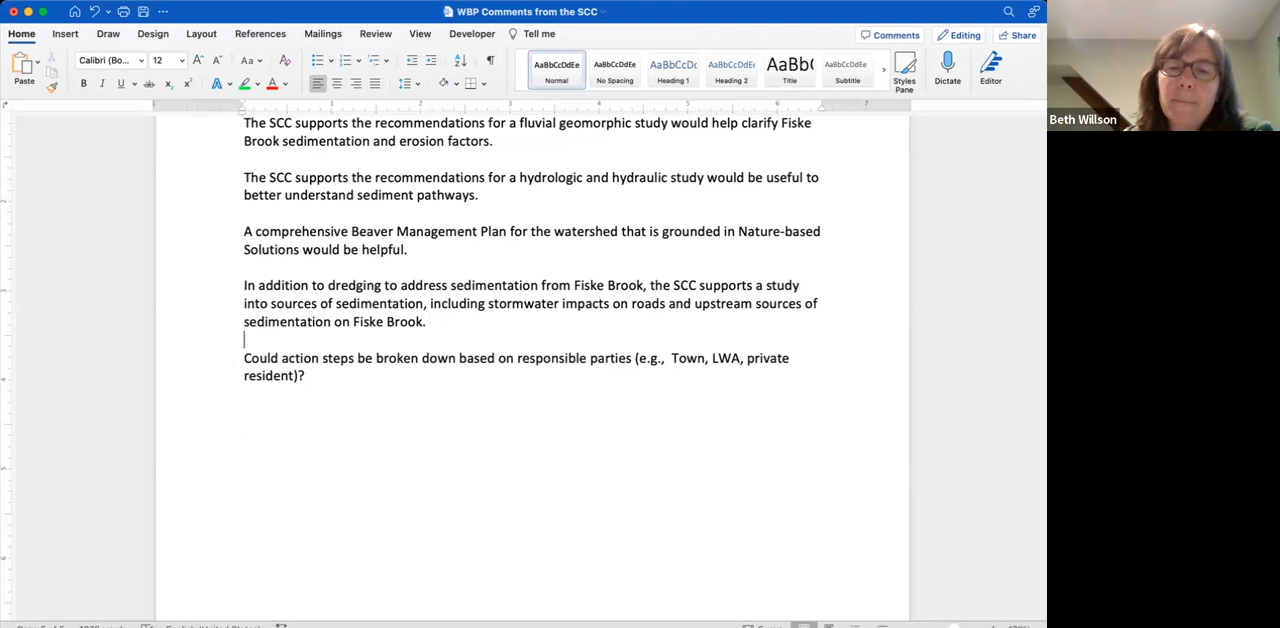 WBP Comments from the SCC
Home Insert Draw Design Layout References Mailings Review View Developer Tell me
Comments Editing Share
Paste
Calibri (Bo... 12
AaBbCcDdEe AaBbCcDdEe AaBbCcDc AaBbCcDdEe AaBb( AaBbCcDdEe
Normal No Spacing Heading 1 Heading 2 Title Subtitle
Styles Pane
Dictate
Editor
The SCC supports the recommendations for a fluvial geomorphic study would help clarify Fiske
Brook sedimentation and erosion factors.
The SCC supports the recommendations for a hydrologic and hydraulic study would be useful to
better understand sediment pathways.
A comprehensive Beaver Management Plan for the watershed that is grounded in Nature-based
Solutions would be helpful.
In addition to dredging to address sedimentation from Fiske Brook, the SCC supports a study
into sources of sedimentation, including stormwater impacts on roads and upstream sources of
sedimentation on Fiske Brook.
Could action steps be broken down based on responsible parties (e.g.,  Town, LWA, private
resident)?
Beth Willson